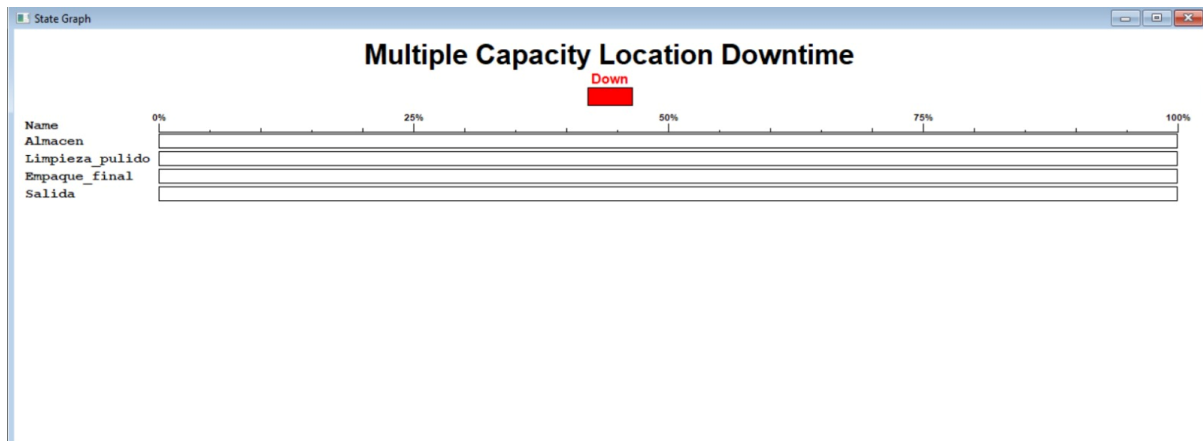 State Graph
Multiple Capacity Location Downtime
Down
Name 0% 25% 50% 75% 100%
Almacen
Limpieza_pulido
Empaque_final
Salida